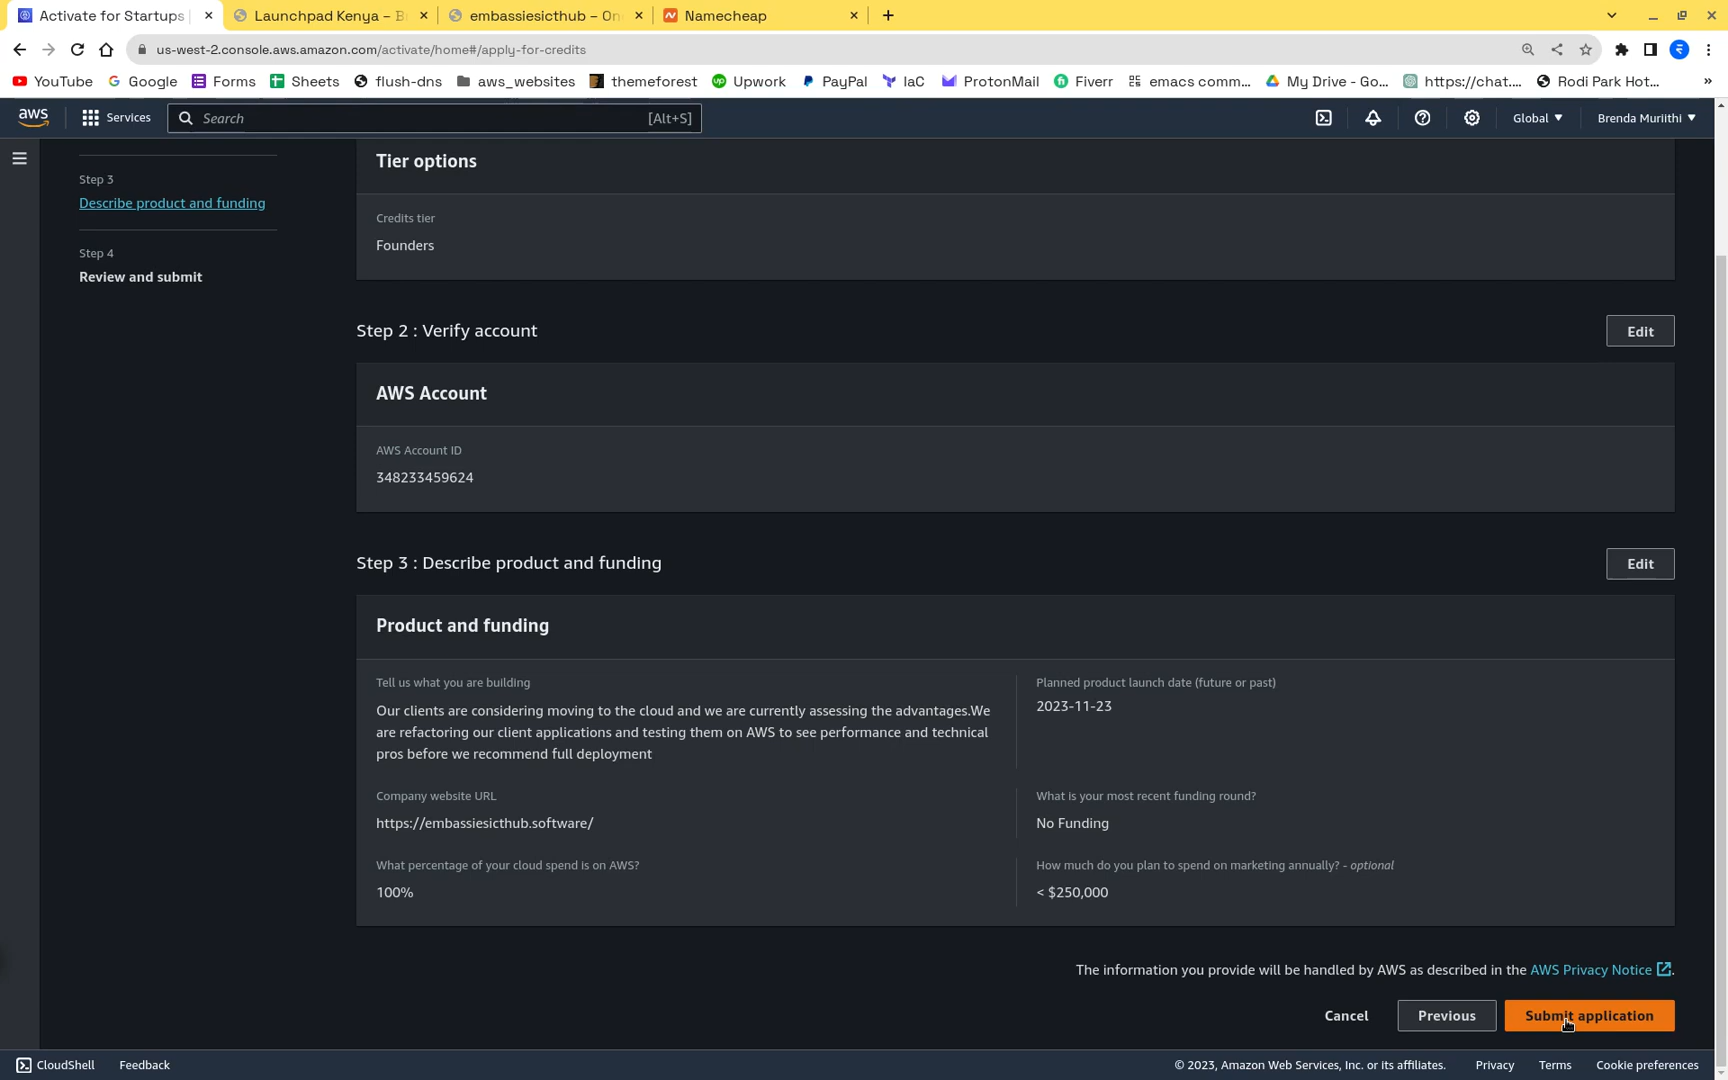 Activate for Startups
Launchpad Kenya – B
embassiesicthub – On
Namecheap
us-west-2.console.aws.amazon.com/activate/home#/apply-for-credits
YouTube
Google
Forms
Sheets
flush-dns
aws_websites
themeforest
Upwork
PayPal
IaC
ProtonMail
Fiverr
emacs comm...
My Drive - Go...
https://chat....
Rodi Park Hot...
»
aws
Services
Search
[Alt+S]
Global
Brenda Muriithi
Step 3
Describe product and funding
Step 4
Review and submit
Tier options
Credits tier
Founders
Step 2 : Verify account
Edit
AWS Account
AWS Account ID
348233459624
Step 3 : Describe product and funding
Edit
Product and funding
Tell us what you are building
Our clients are considering moving to the cloud and we are currently assessing the advantages.We
are refactoring our client applications and testing them on AWS to see performance and technical
pros before we recommend full deployment
Planned product launch date (future or past)
2023-11-23
Company website URL
https://embassiesicthub.software/
What is your most recent funding round?
No Funding
What percentage of your cloud spend is on AWS?
100%
How much do you plan to spend on marketing annually? - optional
< $250,000
The information you provide will be handled by AWS as described in the AWS Privacy Notice.
Cancel
Previous
Submit application
CloudShell
Feedback
© 2023, Amazon Web Services, Inc. or its affiliates.
Privacy
Terms
Cookie preferences